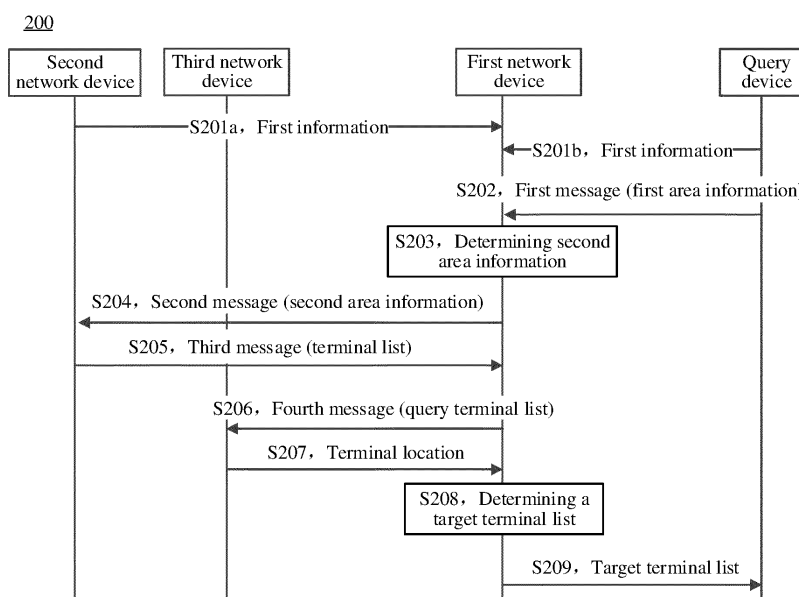 200
Second
network device
Third network
device
First network
device
Query
device
S201a，First information
S201b，First information
S202，First message (first area information)
S203，Determining second
area information
S204，Second message (second area information)
S205，Third message (terminal list)
S206，Fourth message (query terminal list)
S207，Terminal location
S208，Determining a
target terminal list
S209，Target terminal list